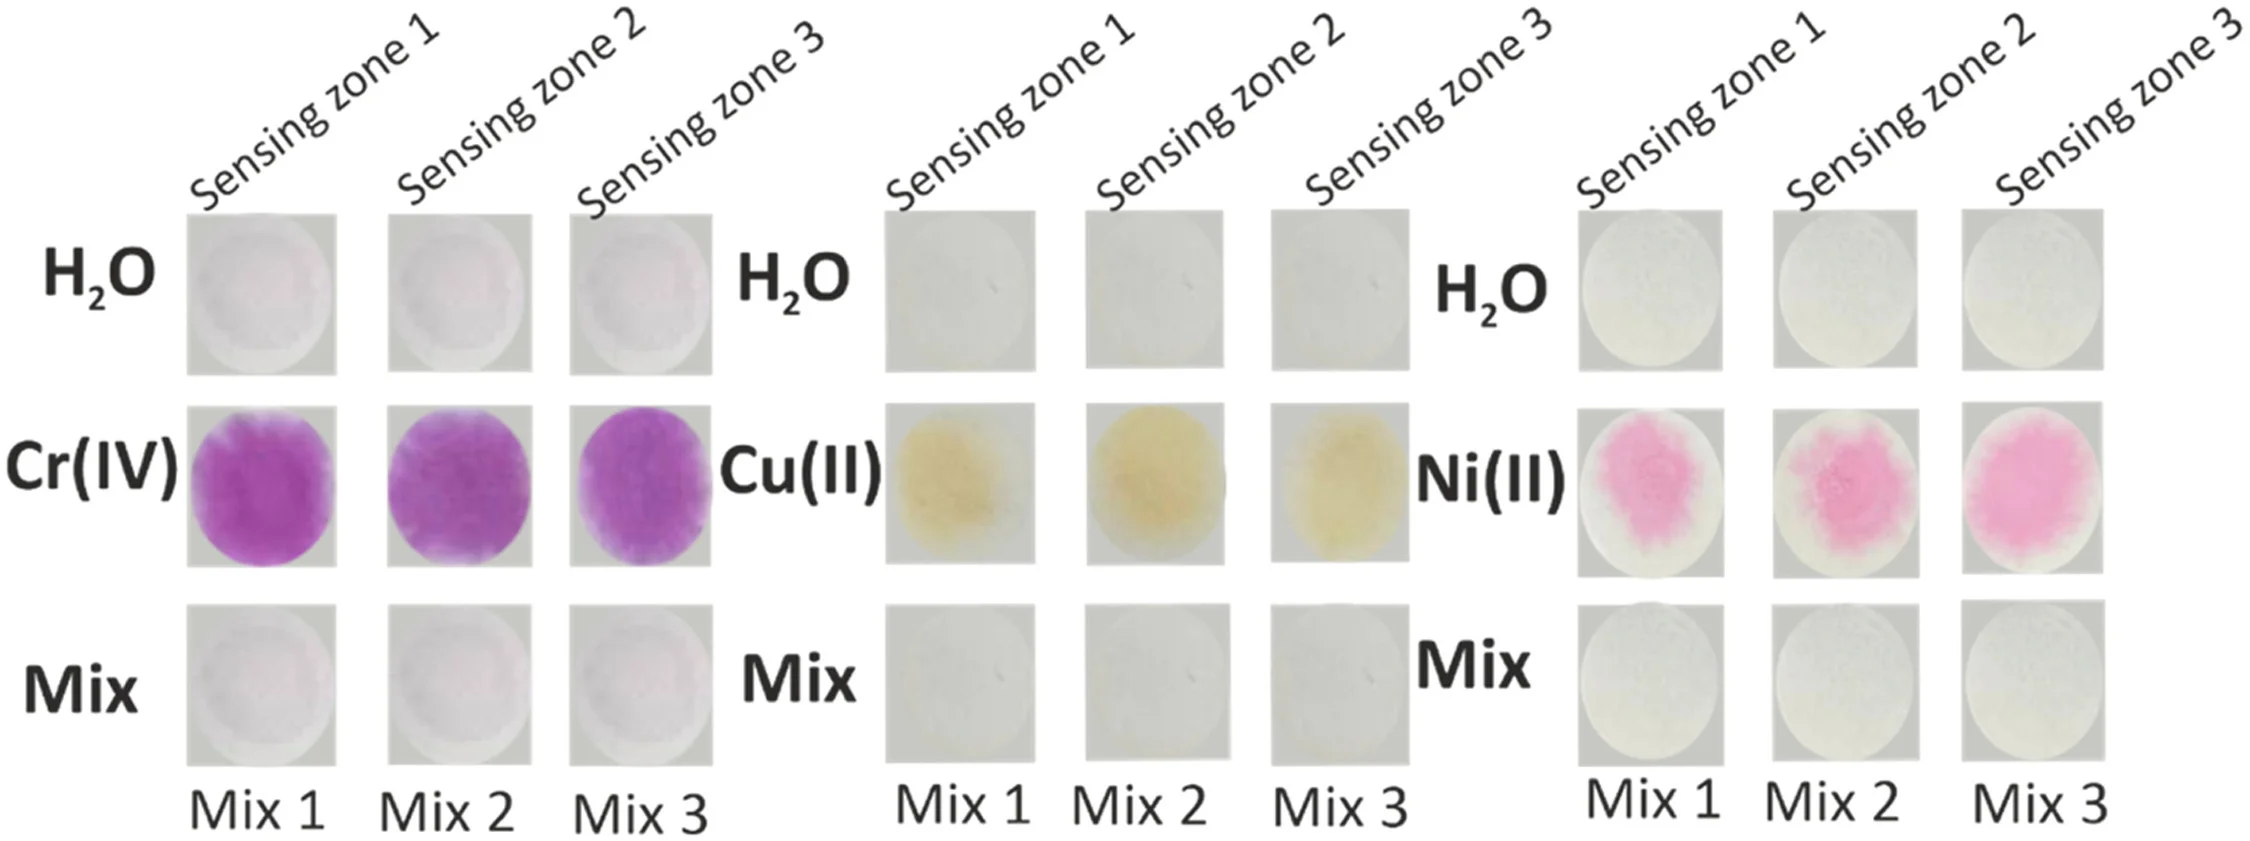 Sensing zone 1
Sensing zone 2
Sensing zone 3
Sensing zone 1
Sensing zone 2
Sensing zone 3
Sensing zone 1
Sensing zone 2
Sensing zone 3
H₂O
H₂O
H₂O
Cr(IV)
Cu(II)
Ni(II)
Mix
Mix
Mix
Mix 1
Mix 2
Mix 3
Mix 1
Mix 2
Mix 3
Mix 1
Mix 2
Mix 3